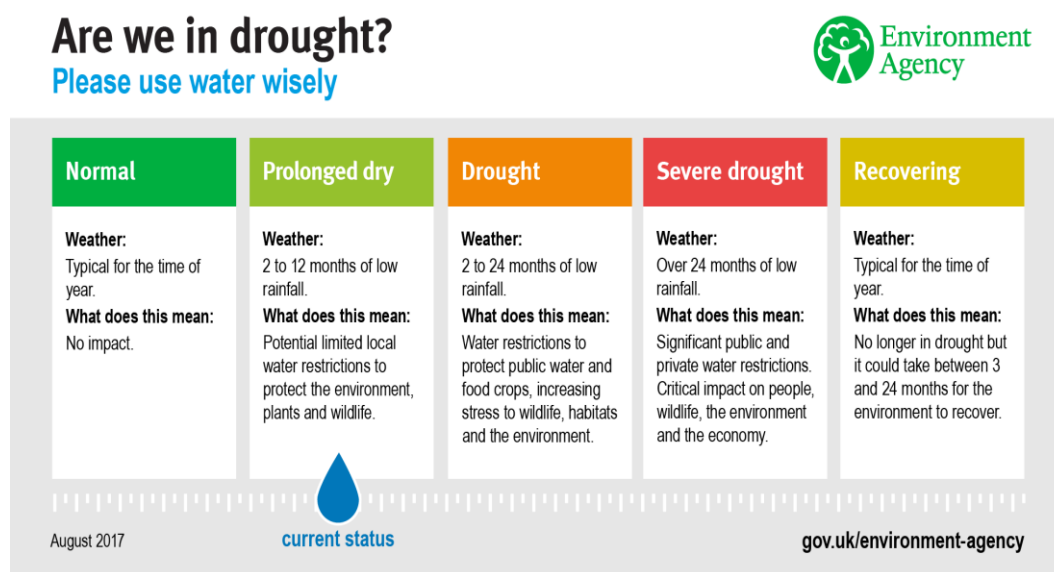 Are we in drought?
Please use water wisely
Environment
Agency
Normal
Weather:
Typical for the time of
year.
What does this mean:
No impact.
Prolonged dry
Weather:
2 to 12 months of low
rainfall.
What does this mean:
Potential limited local
water restrictions to
protect the environment,
plants and wildlife.
Drought
Weather:
2 to 24 months of low
rainfall.
What does this mean:
Water restrictions to
protect public water and
food crops, increasing
stress to wildlife, habitats
and the environment.
Severe drought
Weather:
Over 24 months of low
rainfall.
What does this mean:
Significant public and
private water restrictions.
Critical impact on people,
wildlife, the environment
and the economy.
Recovering
Weather:
Typical for the time of
year.
What does this mean:
No longer in drought but
it could take between 3
and 24 months for the
environment to recover.
August 2017
current status
gov.uk/environment-agency